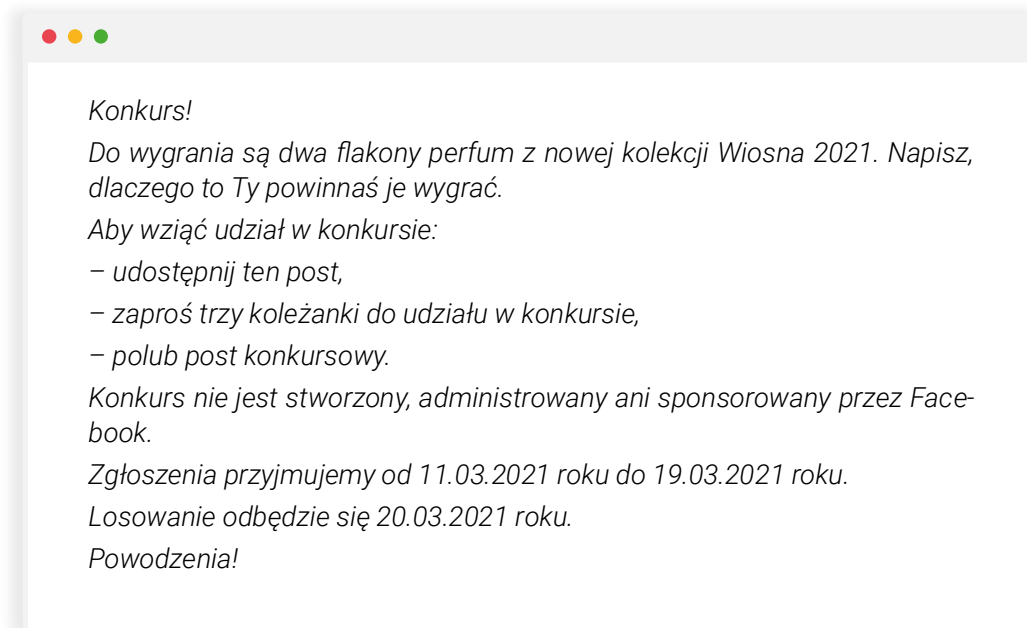 Konkurs!
Do wygrania są dwa flakony perfum z nowej kolekcji Wiosna 2021. Napisz,
dlaczego to Ty powinnaś je wygrać.
Aby wziąć udział w konkursie:
– udostępnij ten post,
– zaproś trzy koleżanki do udziału w konkursie,
– polub post konkursowy.
Konkurs nie jest stworzony, administrowany ani sponsorowany przez Face-
book.
Zgłoszenia przyjmujemy od 11.03.2021 roku do 19.03.2021 roku.
Losowanie odbędzie się 20.03.2021 roku.
Powodzenia!